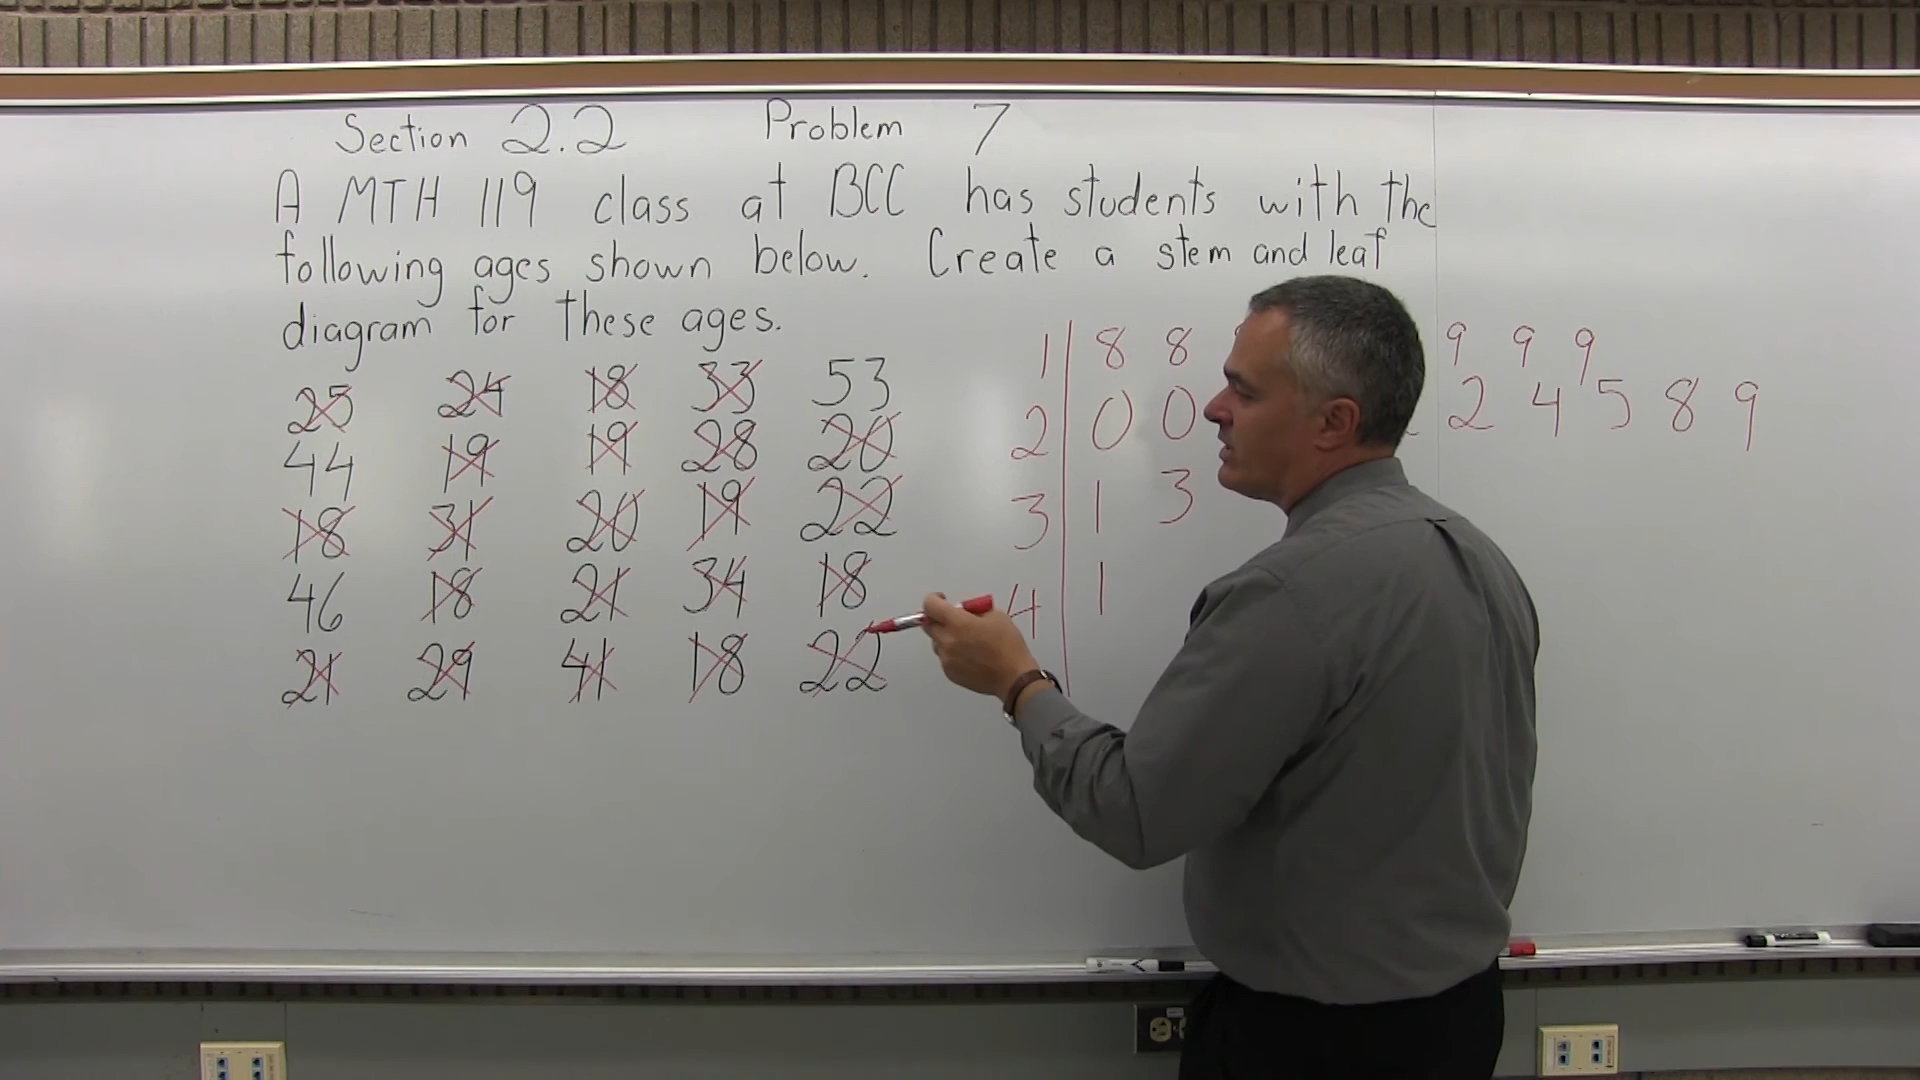 Section 2.2 Problem 7
A MTH 119 class at BCC has students with the
following ages shown below. Create a stem and leaf
diagram for these ages.
25 24 18 33 53
44 19 19 28 20
18 31 20 19 22
46 18 21 34 18
21 29 41 18 22
1 | 8 8 9 9 9
2 | 0 0 2 4 5 8 9
3 | 1 3
4 | 1